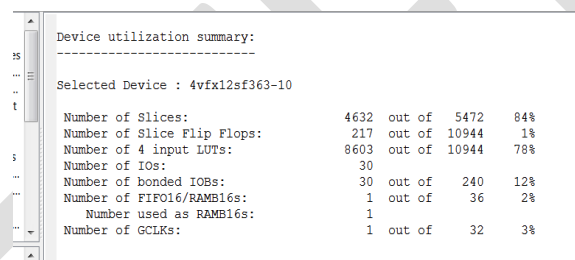 Device utilization summary:
---------------------------
Selected Device : 4vfx12sf363-10
Number of Slices: 4632 out of 5472 84%
Number of Slice Flip Flops: 217 out of 10944 1%
Number of 4 input LUTs: 8603 out of 10944 78%
Number of IOs: 30
Number of bonded IOBs: 30 out of 240 12%
Number of FIFO16/RAMB16s: 1 out of 36 2%
Number used as RAMB16s: 1
Number of GCLKs: 1 out of 32 3%